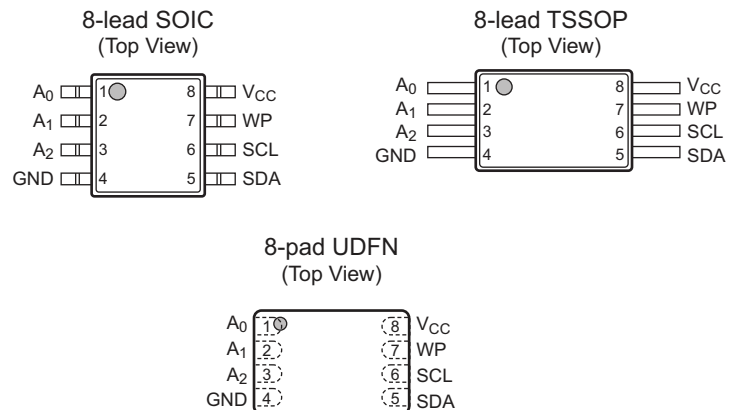 8-lead SOIC
(Top View)
A0 1 8 VCC
A1 2 7 WP
A2 3 6 SCL
GND 4 5 SDA
8-lead TSSOP
(Top View)
A0 1 8 VCC
A1 2 7 WP
A2 3 6 SCL
GND 4 5 SDA
8-pad UDFN
(Top View)
A0 1 8 VCC
A1 2 7 WP
A2 3 6 SCL
GND 4 5 SDA